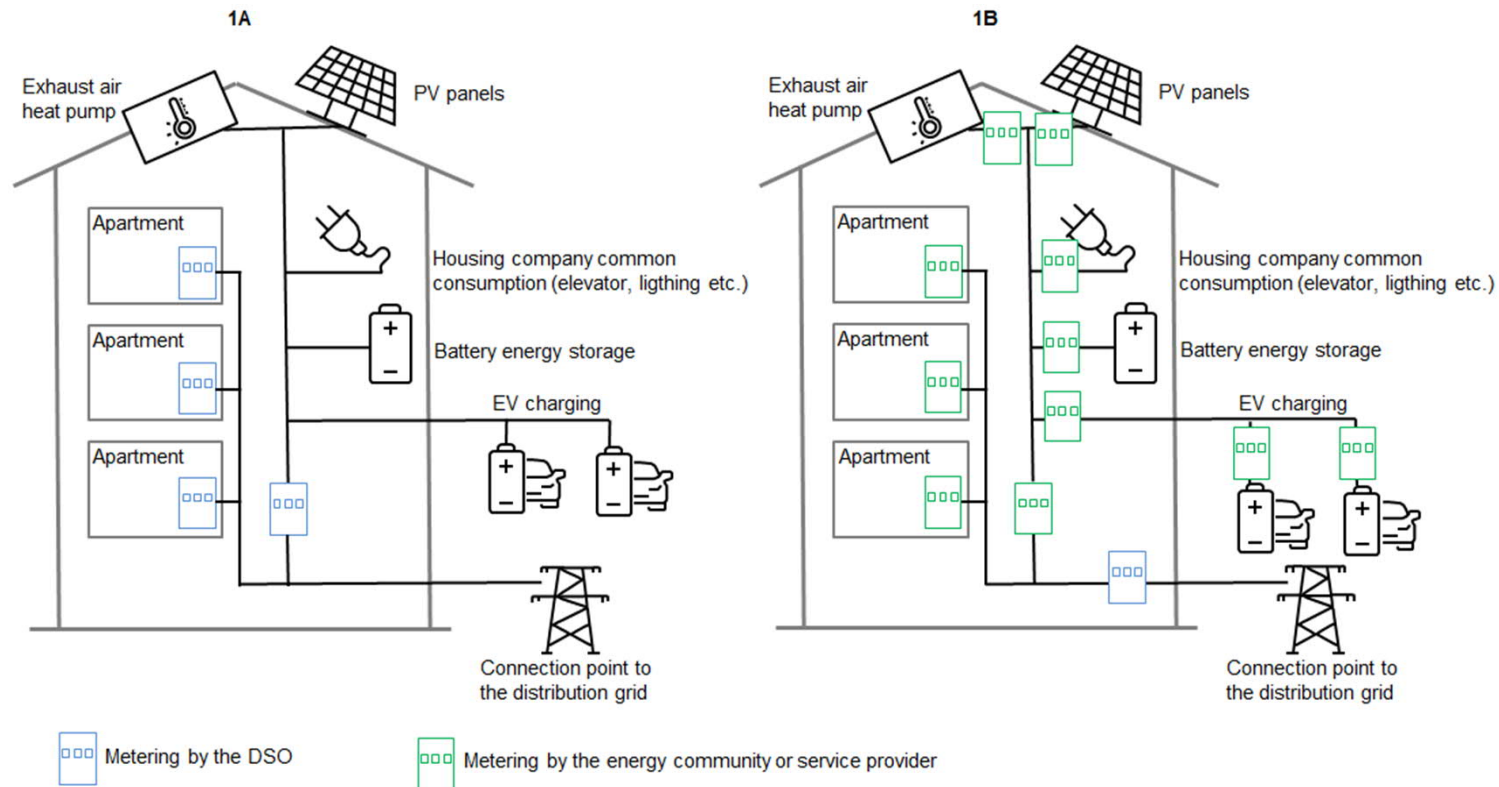 1A
Exhaust air
heat pump
PV panels
Apartment
Housing company common
consumption (elevator, ligthing etc.)
Apartment
Battery energy storage
EV charging
Apartment
Connection point to
the distribution grid
1B
Exhaust air
heat pump
PV panels
Apartment
Housing company common
consumption (elevator, ligthing etc.)
Apartment
Battery energy storage
EV charging
Apartment
Connection point to
the distribution grid
Metering by the DSO
Metering by the energy community or service provider